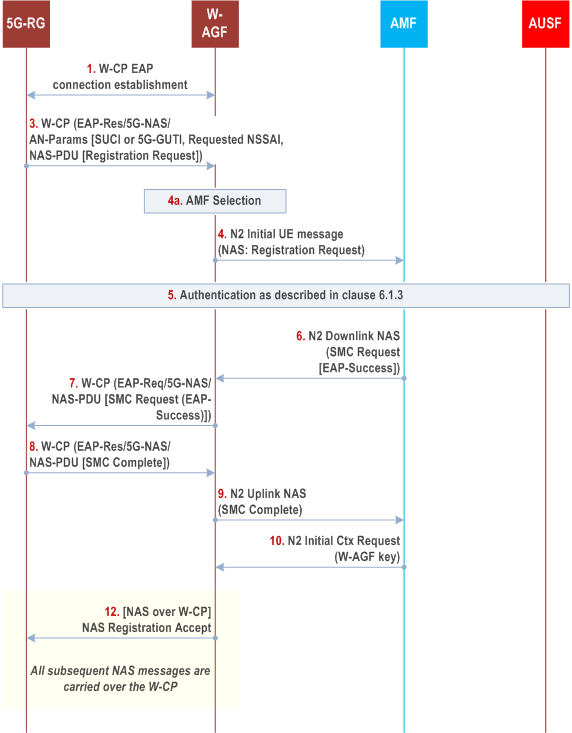 5G-RG
W-
AGF
AMF
AUSF
1. W-CP EAP
connection establishment
3. W-CP (EAP-Res/5G-NAS/
AN-Params [SUCI or 5G-GUTI, Requested NSSAI,
NAS-PDU [Registration Request])
4a. AMF Selection
4. N2 Initial UE message
(NAS: Registration Request)
5. Authentication as described in clause 6.1.3
6. N2 Downlink NAS
(SMC Request
[EAP-Success])
7. W-CP (EAP-Req/5G-NAS/
NAS-PDU [SMC Request (EAP-
Success)])
8. W-CP (EAP-Res/5G-NAS/
NAS-PDU [SMC Complete])
9. N2 Uplink NAS
(SMC Complete)
10. N2 Initial Ctx Request
(W-AGF key)
12. [NAS over W-CP]
NAS Registration Accept
All subsequent NAS messages are
carried over the W-CP